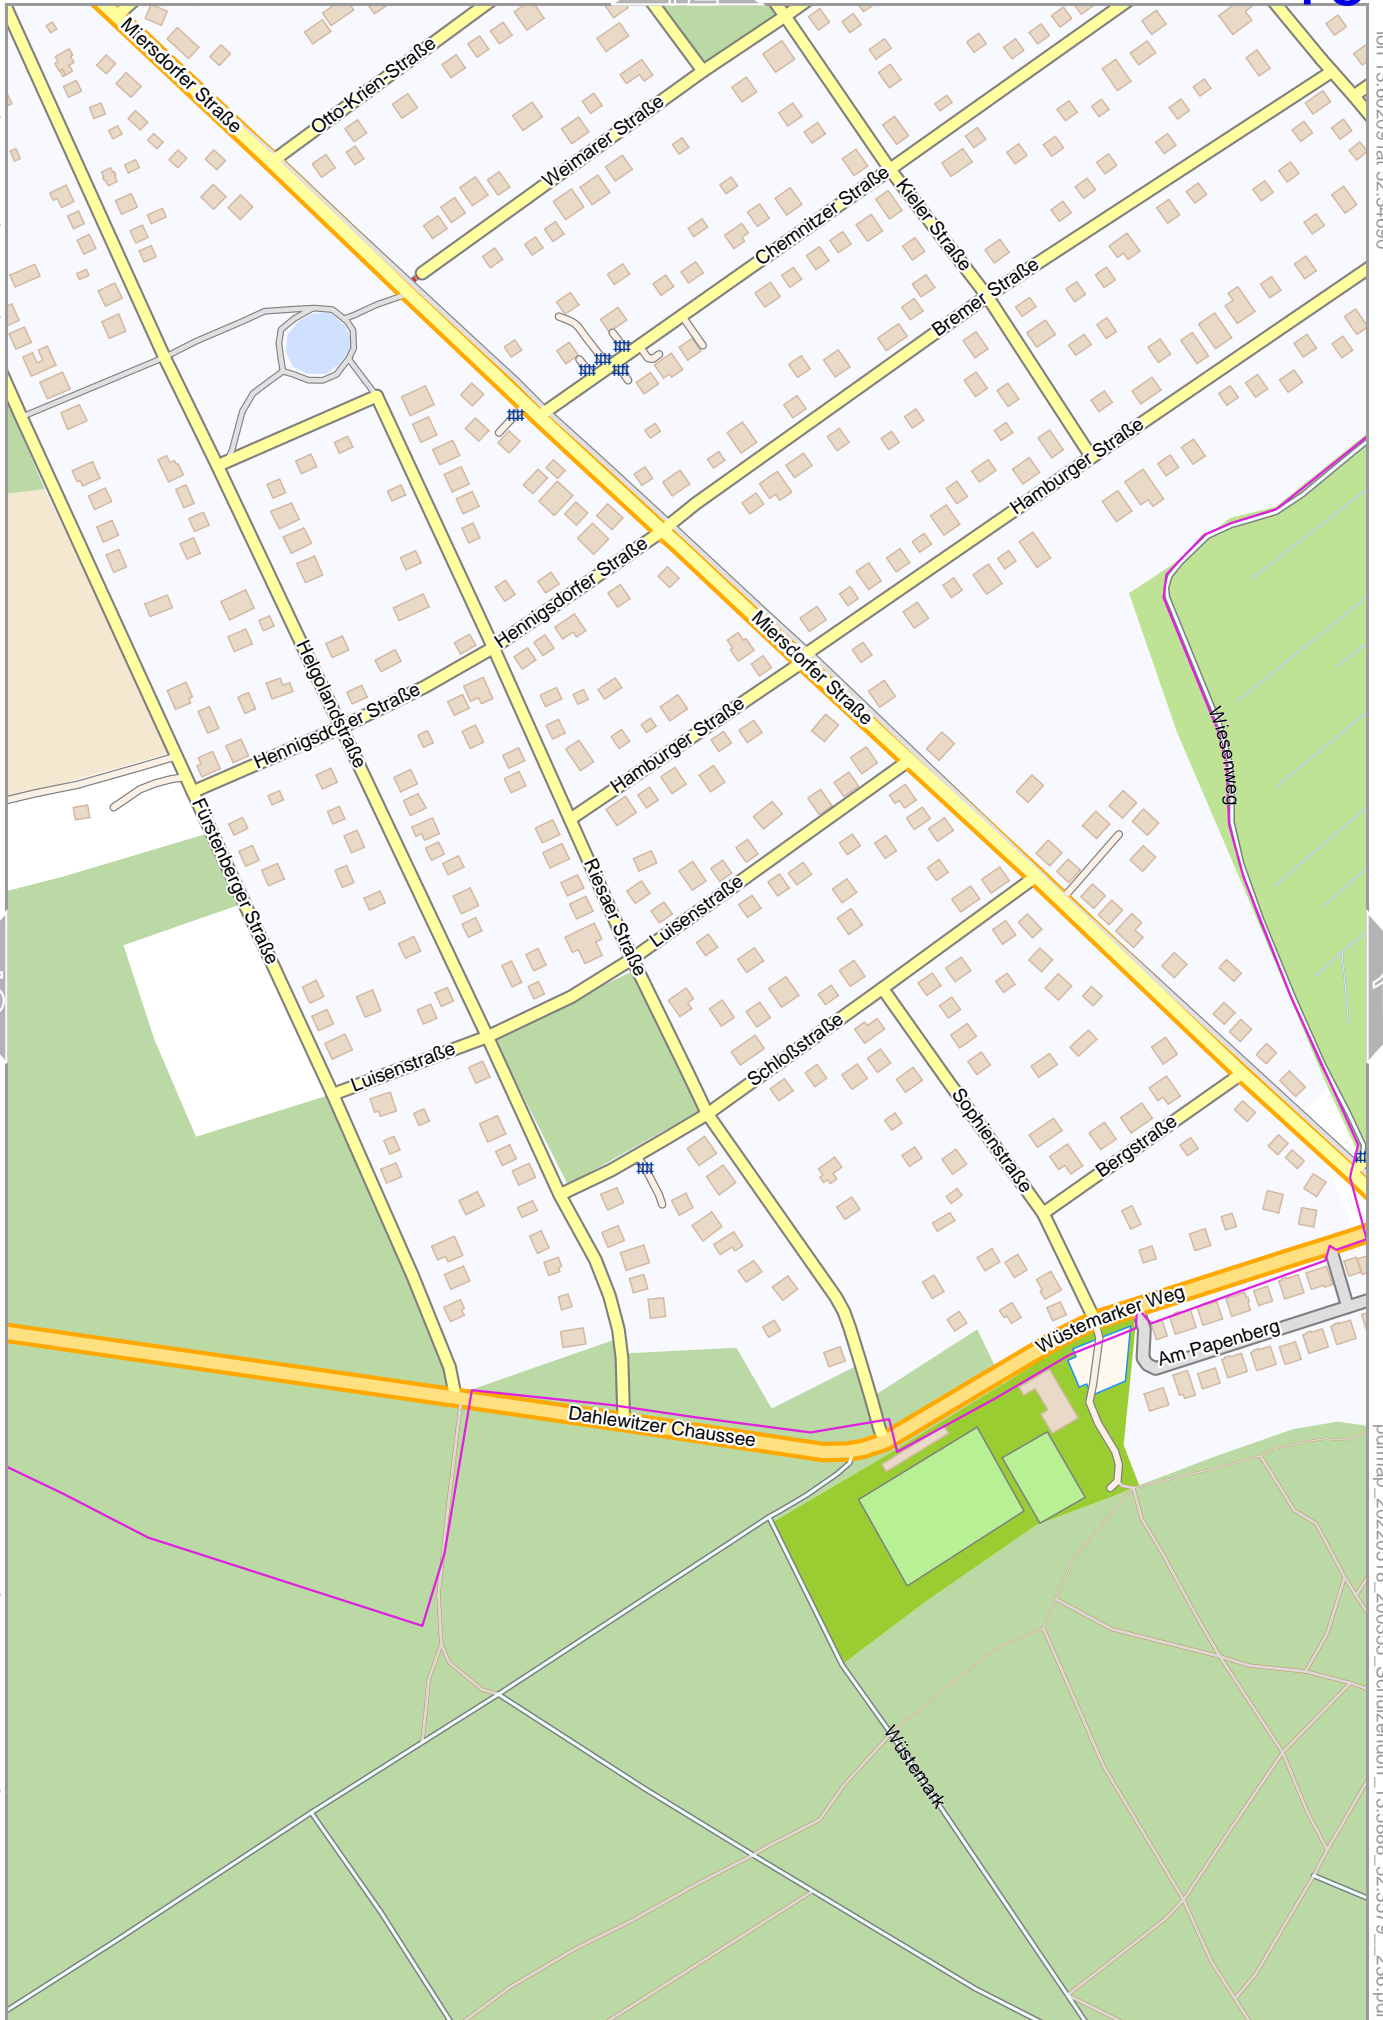 Miersdorfer Straße
Otto-Krien-Straße
Weimarer Straße
Chemnitzer Straße
Kieler Straße
Bremer Straße
Hamburger Straße
Hennigsdorfer Straße
Miersdorfer Straße
Helgolandstraße
Hennigsdorfer Straße
Hamburger Straße
Wiesenweg
Fürstenberger Straße
Riesaer Straße
Luisenstraße
Schloßstraße
Luisenstraße
Sophienstraße
Bergstraße
Wüstemarker Weg
Am Papenberg
Dahlewitzer Chaussee
Wüstemark